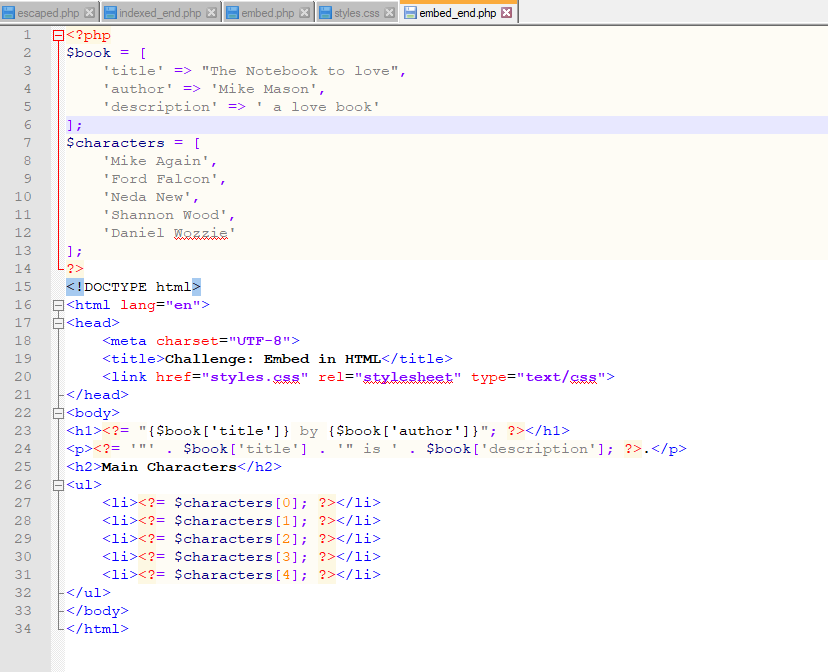 escaped.php indexed_end.php embed.php styles.css embed_end.php
1 <?php
2 $book = [
3 'title' => "The Notebook to love",
4 'author' => 'Mike Mason',
5 'description' => ' a love book'
6 ];
7 $characters = [
8 'Mike Again',
9 'Ford Falcon',
10 'Neda New',
11 'Shannon Wood',
12 'Daniel Wozzie'
13 ];
14 ?>
15 <!DOCTYPE html>
16 <html lang="en">
17 <head>
18 <meta charset="UTF-8">
19 <title>Challenge: Embed in HTML</title>
20 <link href="styles.css" rel="stylesheet" type="text/css">
21 </head>
22 <body>
23 <h1><?= "{$book['title']} by {$book['author']}"; ?></h1>
24 <p><?= '"' . $book['title'] . '" is ' . $book['description']; ?>.</p>
25 <h2>Main Characters</h2>
26 <ul>
27 <li><?= $characters[0]; ?></li>
28 <li><?= $characters[1]; ?></li>
29 <li><?= $characters[2]; ?></li>
30 <li><?= $characters[3]; ?></li>
31 <li><?= $characters[4]; ?></li>
32 </ul>
33 </body>
34 </html>